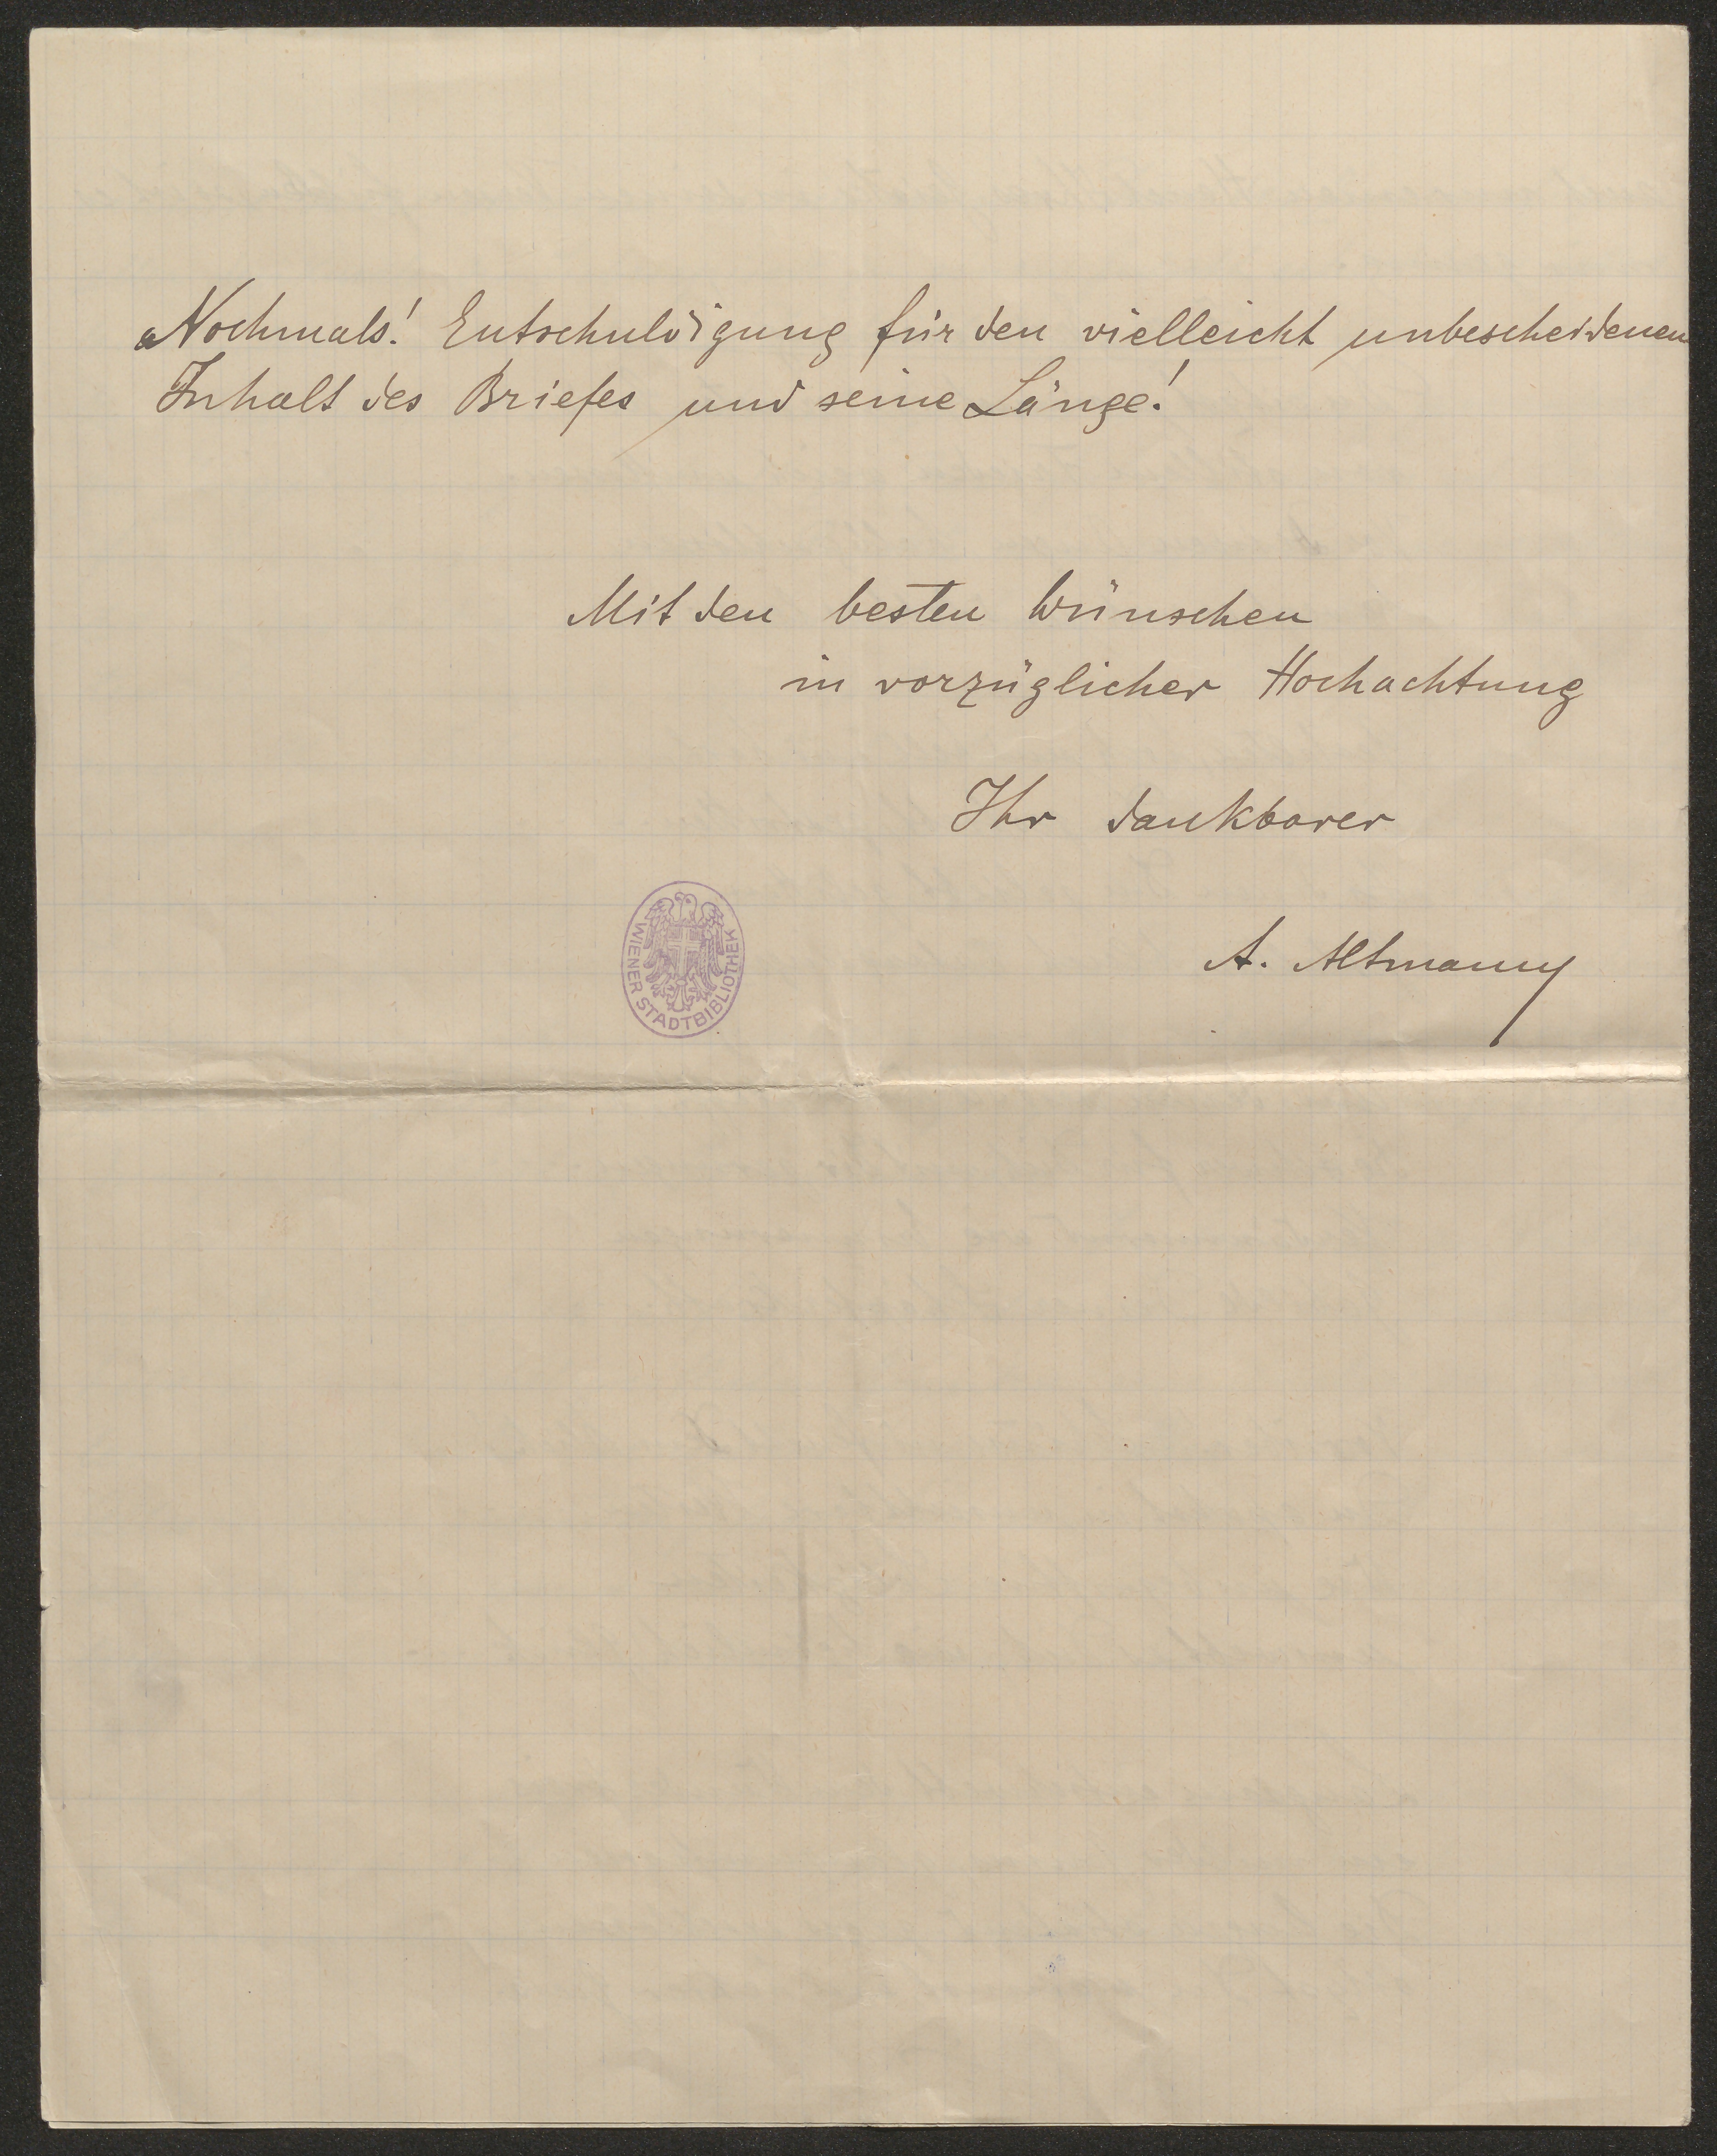 Nochmals! Entschuldigung für den vielleicht unbescheidenen
Inhalt des Briefes und seine Länge!
Mit den besten Wünschen
in vorzüglicher Hochachtung
Ihr dankbarer
A. Altmann
WIENER STADTBIBLIOTHEK